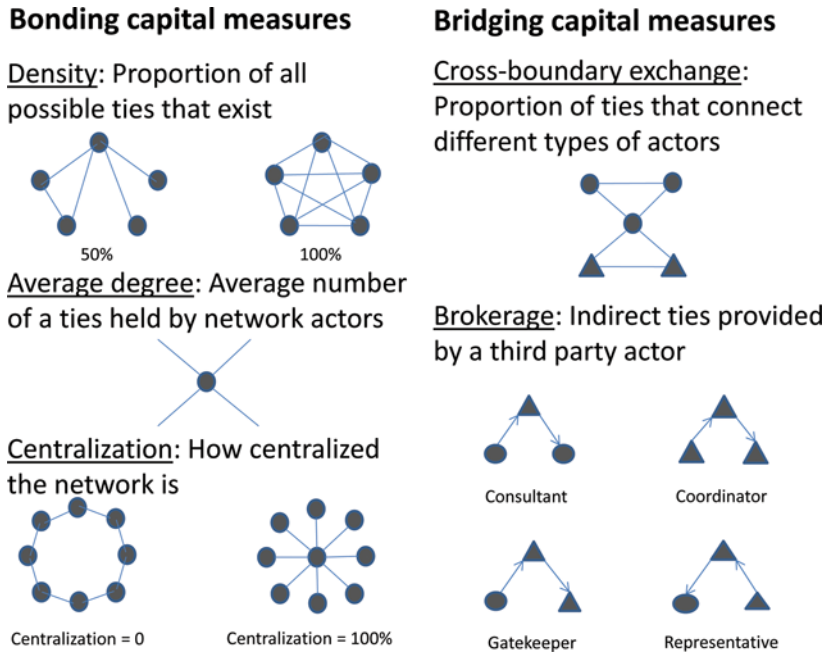 Bonding capital measures
Density: Proportion of all
possible ties that exist
50%
100%
Average degree: Average number
of a ties held by network actors
Centralization: How centralized
the network is
Centralization = 0
Centralization = 100%
Bridging capital measures
Cross-boundary exchange:
Proportion of ties that connect
different types of actors
Brokerage: Indirect ties provided
by a third party actor
Consultant
Coordinator
Gatekeeper
Representative